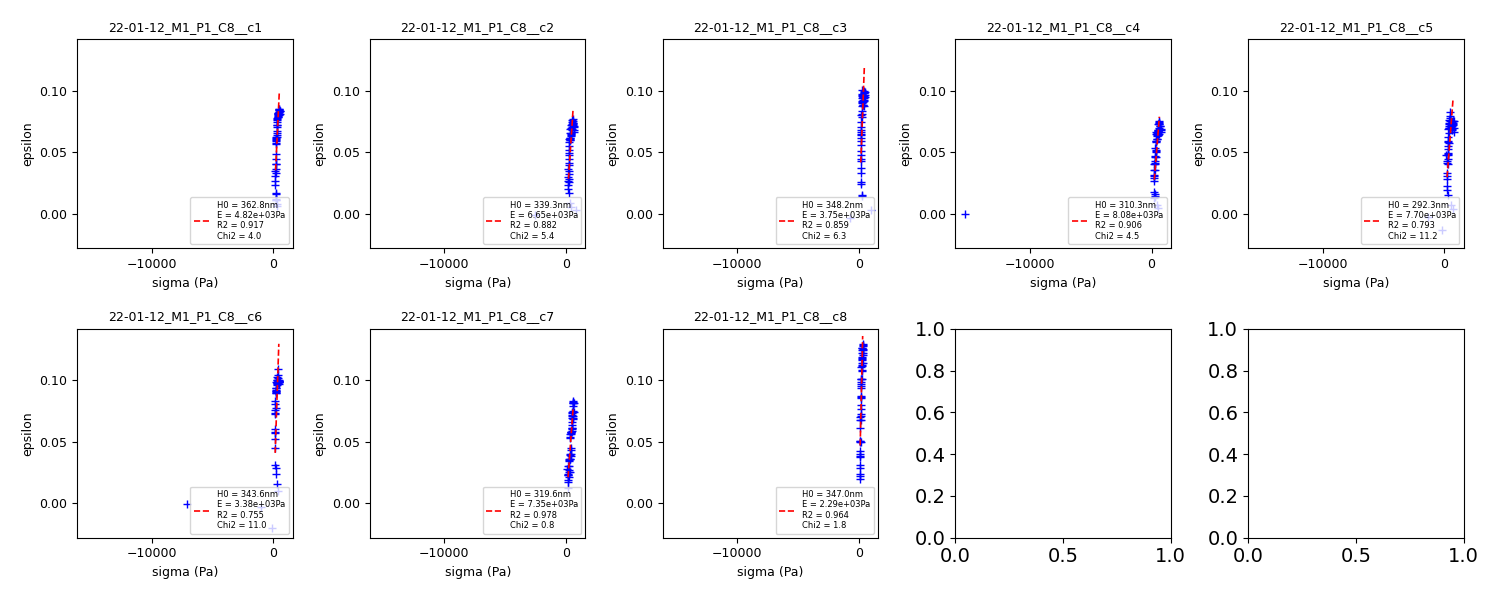 22-01-12_M1_P1_C8__c1
22-01-12_M1_P1_C8__c2
22-01-12_M1_P1_C8__c3
22-01-12_M1_P1_C8__c4
22-01-12_M1_P1_C8__c5
epsilon
0.10
0.05
0.00
−10000
0
sigma (Pa)
H0 = 362.8nm
E = 4.82e+03Pa
R2 = 0.917
Chi2 = 4.0
epsilon
0.10
0.05
0.00
−10000
0
sigma (Pa)
H0 = 339.3nm
E = 6.65e+03Pa
R2 = 0.882
Chi2 = 5.4
epsilon
0.10
0.05
0.00
−10000
0
sigma (Pa)
H0 = 348.2nm
E = 3.75e+03Pa
R2 = 0.859
Chi2 = 6.3
epsilon
0.10
0.05
0.00
−10000
0
sigma (Pa)
H0 = 310.3nm
E = 8.08e+03Pa
R2 = 0.906
Chi2 = 4.5
epsilon
0.10
0.05
0.00
−10000
0
sigma (Pa)
H0 = 292.3nm
E = 7.70e+03Pa
R2 = 0.793
Chi2 = 11.2
22-01-12_M1_P1_C8__c6
22-01-12_M1_P1_C8__c7
22-01-12_M1_P1_C8__c8
epsilon
0.10
0.05
0.00
−10000
0
sigma (Pa)
H0 = 343.6nm
E = 3.38e+03Pa
R2 = 0.755
Chi2 = 11.0
epsilon
0.10
0.05
0.00
−10000
0
sigma (Pa)
H0 = 319.6nm
E = 7.35e+03Pa
R2 = 0.978
Chi2 = 0.8
epsilon
0.10
0.05
0.00
−10000
0
sigma (Pa)
H0 = 347.0nm
E = 2.29e+03Pa
R2 = 0.964
Chi2 = 1.8
1.0
0.8
0.6
0.4
0.2
0.0
0.0
0.5
1.0
1.0
0.8
0.6
0.4
0.2
0.0
0.0
0.5
1.0